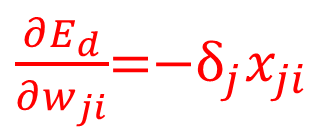 ∂E_d/∂w_ji = −δ_j x_ji